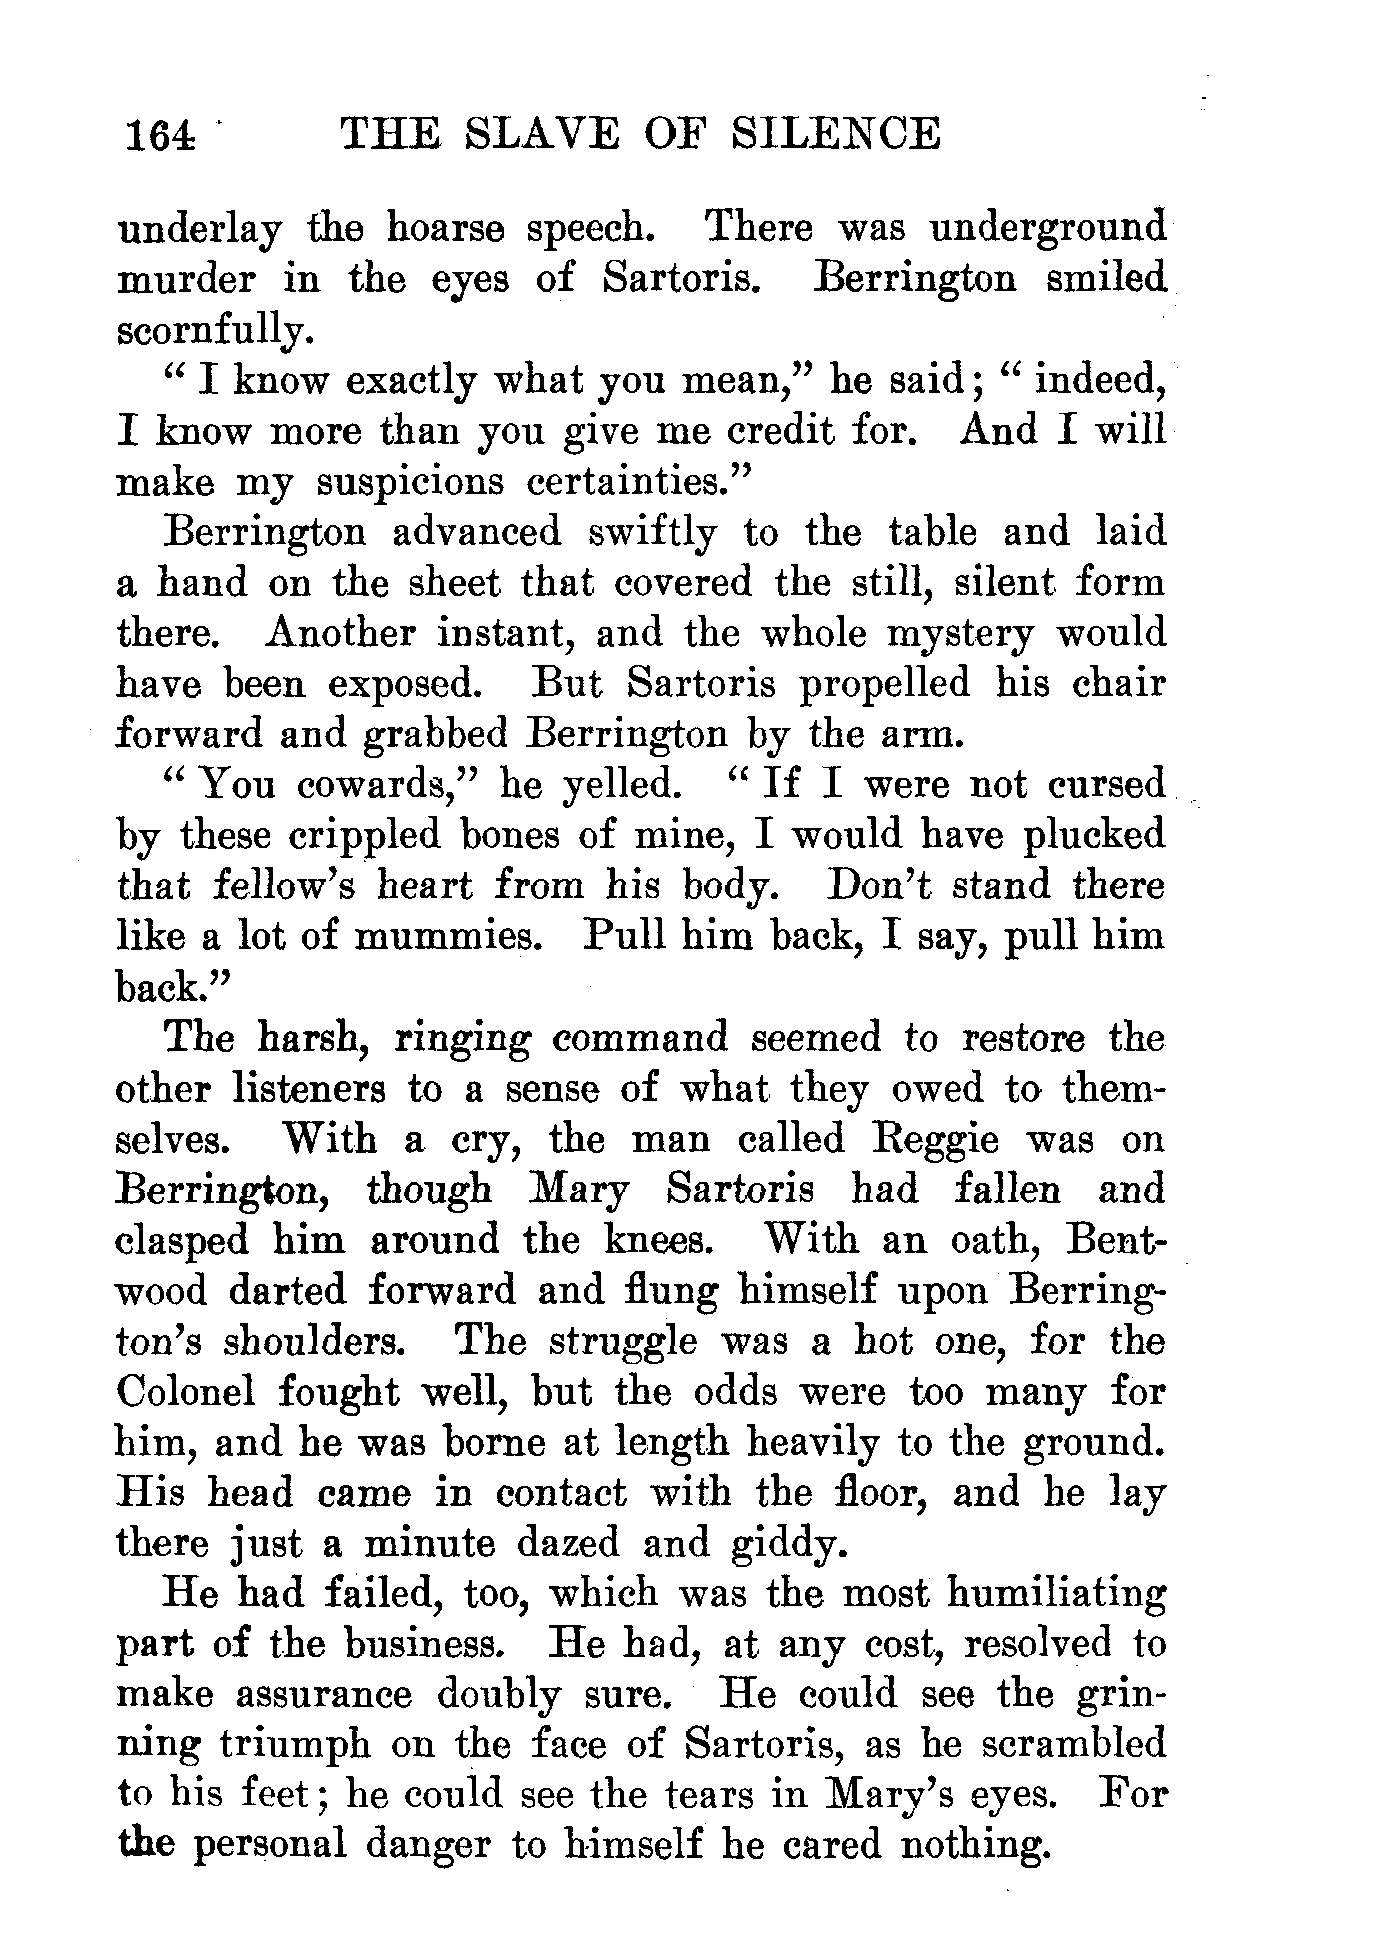 164 THE SLAVE OF SILENCE
underlay the hoarse speech. There was underground
murder in the eyes of Sartoris. Berrington smiled
scornfully.
" I know exactly what you mean," he said; " indeed,
I know more than you give me credit for. And I will
make my suspicions certainties."
Berrington advanced swiftly to the table and laid
a hand on the sheet that covered the still, silent form
there. Another instant, and the whole mystery would
have been exposed. But Sartoris propelled his chair
forward and grabbed Berrington by the arm.
" You cowards," he yelled. " If I were not cursed
by these crippled bones of mine, I would have plucked
that fellow's heart from his body. Don't stand there
like a lot of mummies. Pull him back, I say, pull him
back."
The harsh, ringing command seemed to restore the
other listeners to a sense of what they owed to them-
selves. With a cry, the man called Reggie was on
Berrington, though Mary Sartoris had fallen and
clasped him around the knees. With an oath, Bent-
wood darted forward and flung himself upon Berring-
ton's shoulders. The struggle was a hot one, for the
Colonel fought well, but the odds were too many for
him, and he was borne at length heavily to the ground.
His head came in contact with the floor, and he lay
there just a minute dazed and giddy.
He had failed, too, which was the most humiliating
part of the business. He had, at any cost, resolved to
make assurance doubly sure. He could see the grin-
ning triumph on the face of Sartoris, as he scrambled
to his feet; he could see the tears in Mary's eyes. For
the personal danger to himself he cared nothing.